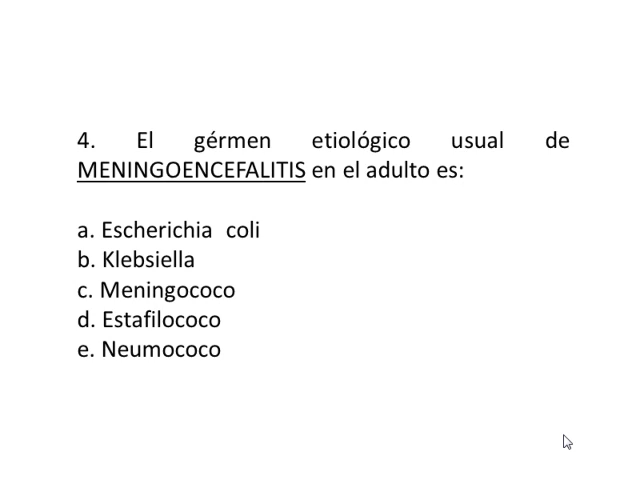 4. El gérmen etiológico usual de
MENINGOENCEFALITIS en el adulto es:
a. Escherichia coli
b. Klebsiella
c. Meningococo
d. Estafilococo
e. Neumococo